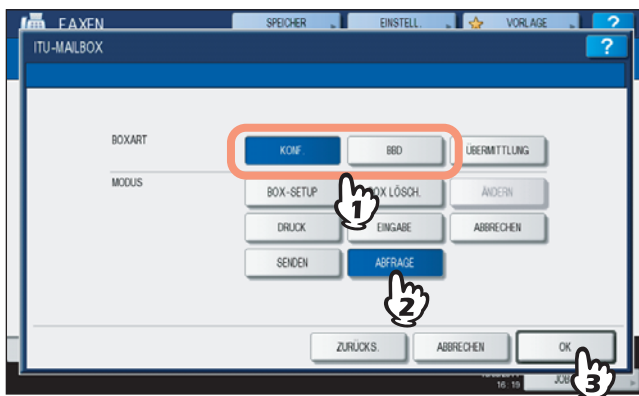 FAXEN SPEICHER EINSTELL. VORLAGE ?
ITU-MAILBOX ?
BOXART KONF. BBD ÜBERMITTLUNG
1
MODUS BOX-SETUP BOX LÖSCH. ÄNDERN
DRUCK EINGABE ABBRECHEN
SENDEN ABFRAGE
2
ZURÜCKS. ABBRECHEN OK
3
16:19 JOB